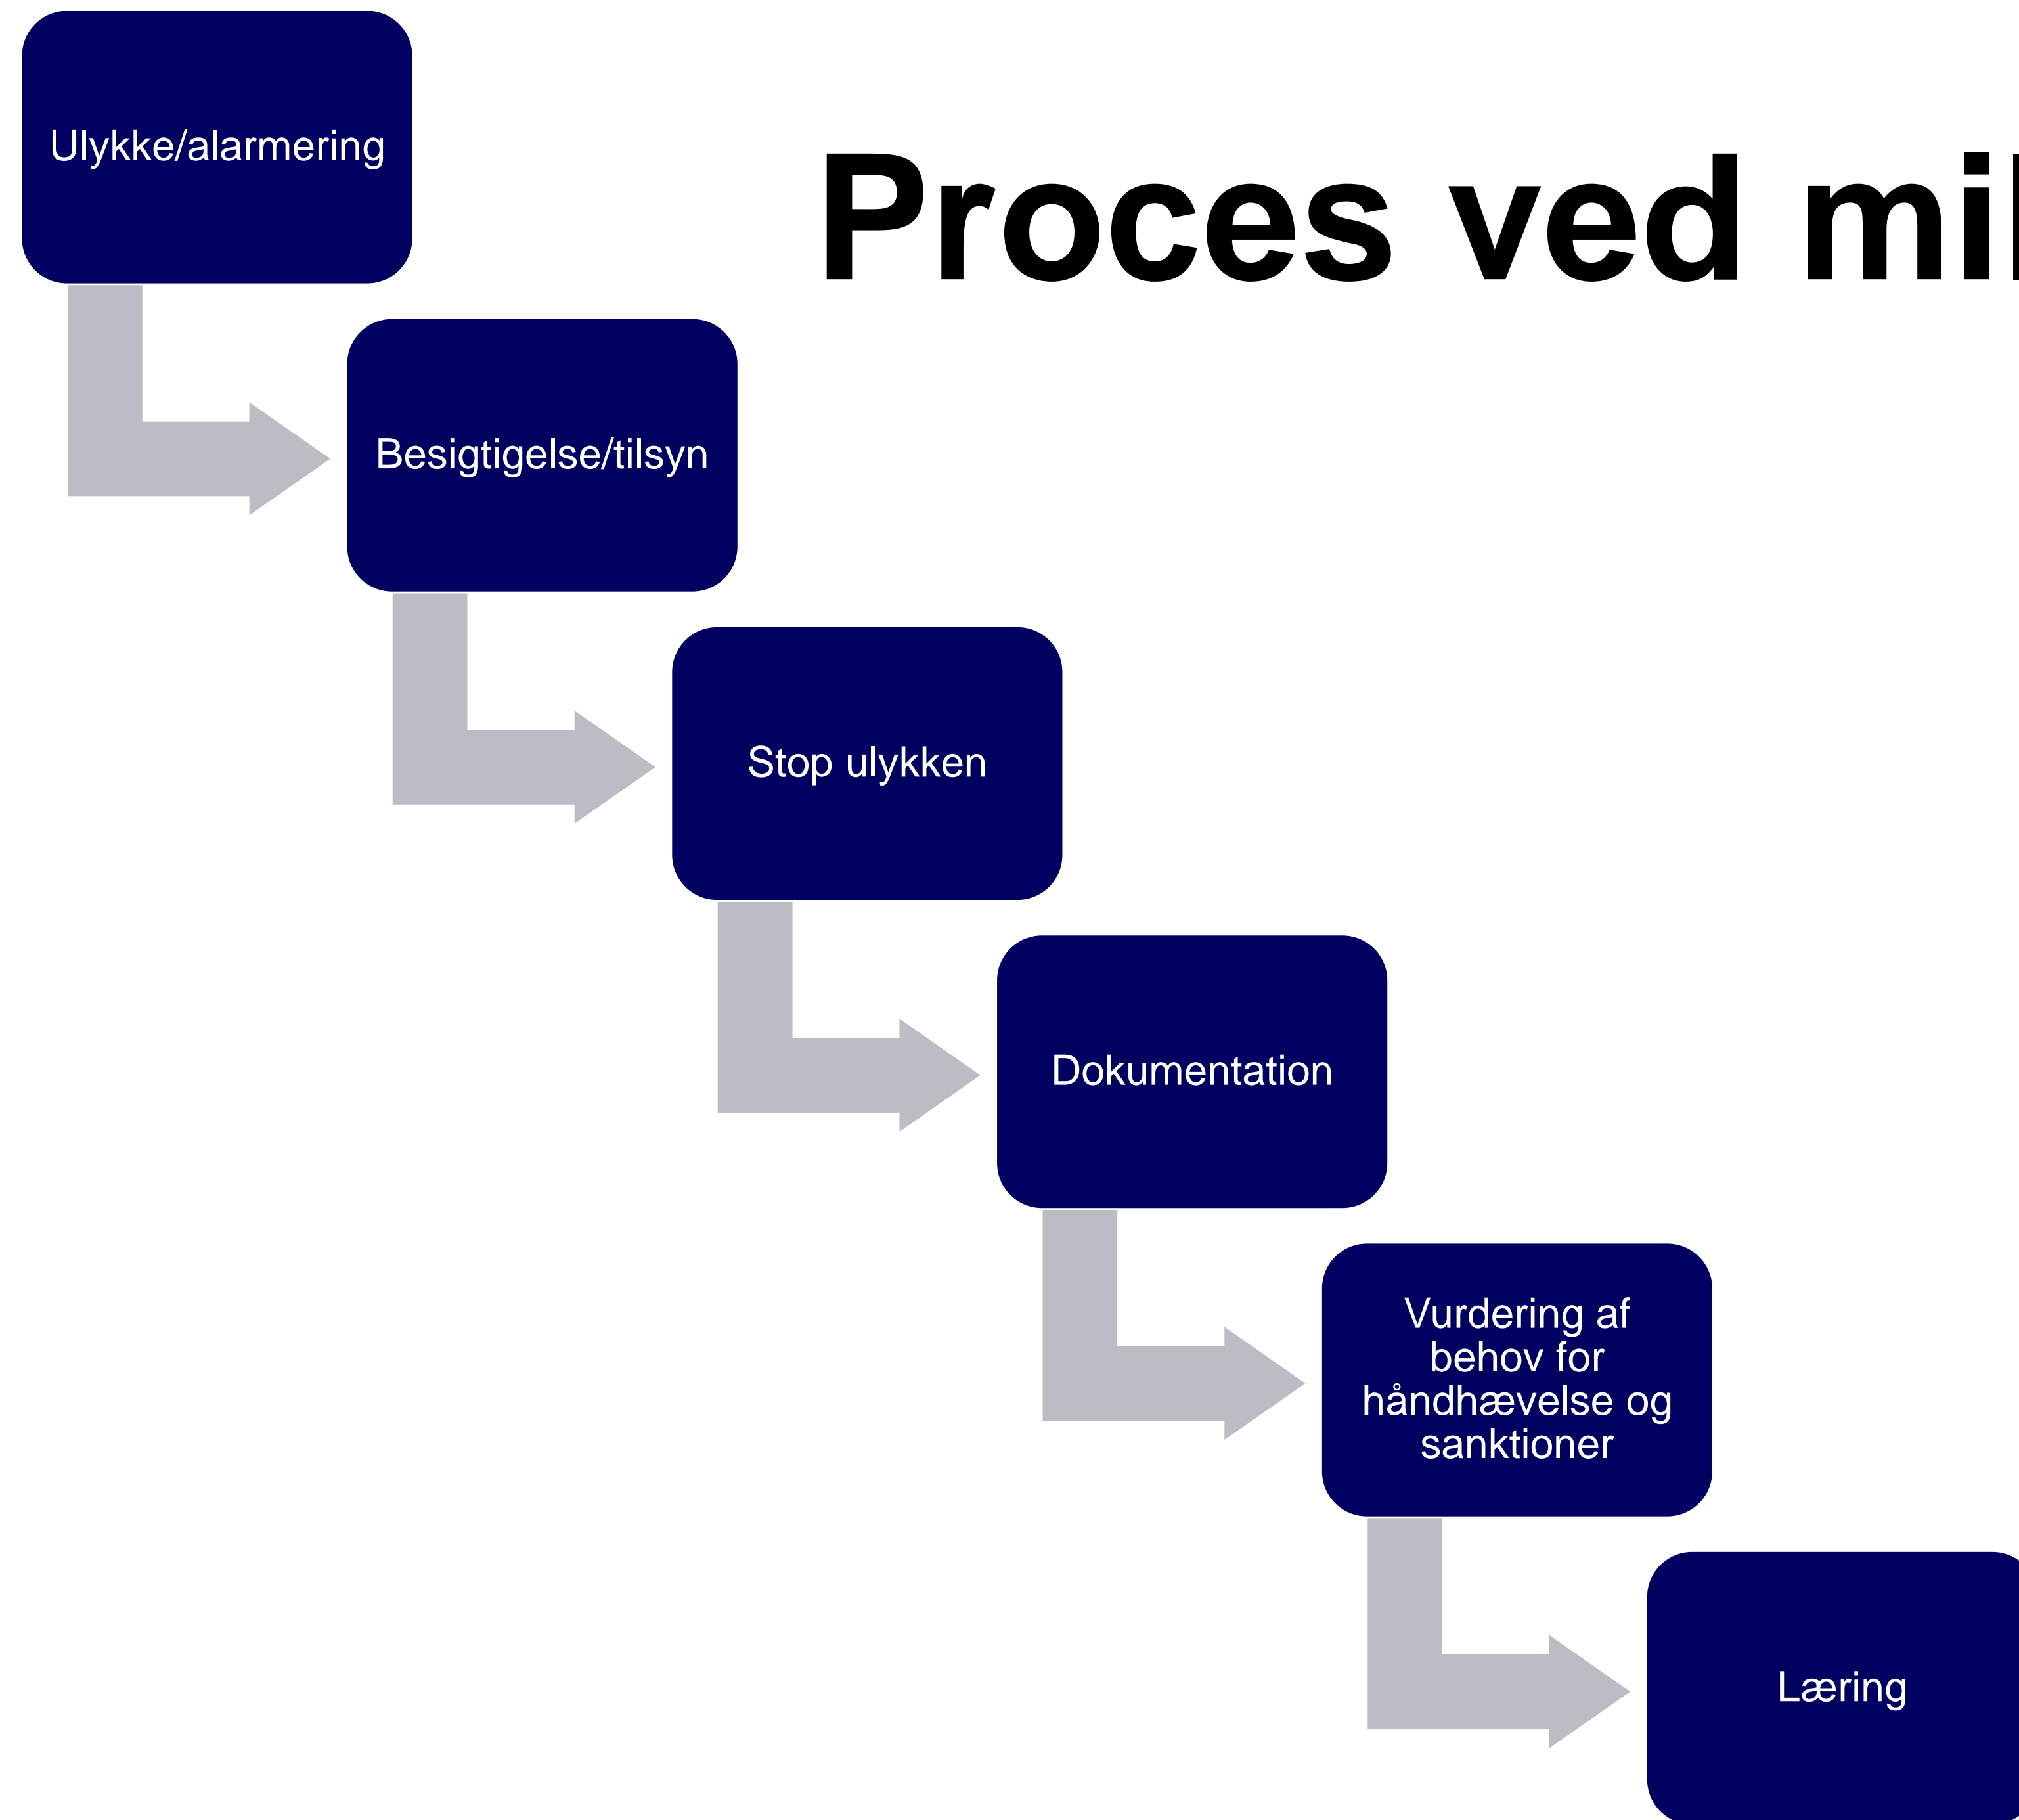 Ulykke/alarmering
Proces ved mil
Besigtigelse/tilsyn
Stop ulykken
Dokumentation
Vurdering af
behov for
håndhævelse og
sanktioner
Læring